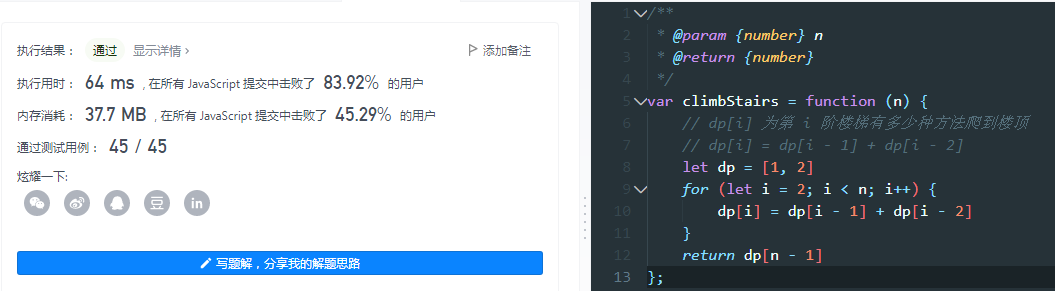 执行结果： 通过 显示详情 › 添加备注
执行用时： 64 ms , 在所有 JavaScript 提交中击败了 83.92% 的用户
内存消耗： 37.7 MB , 在所有 JavaScript 提交中击败了 45.29% 的用户
通过测试用例： 45 / 45
炫耀一下:
豆 in
写题解，分享我的解题思路
1 /**
2 * @param {number} n
3 * @return {number}
4 */
5 var climbStairs = function (n) {
6 // dp[i] 为第 i 阶楼梯有多少种方法爬到楼顶
7 // dp[i] = dp[i - 1] + dp[i - 2]
8 let dp = [1, 2]
9 for (let i = 2; i < n; i++) {
10 dp[i] = dp[i - 1] + dp[i - 2]
11 }
12 return dp[n - 1]
13 };